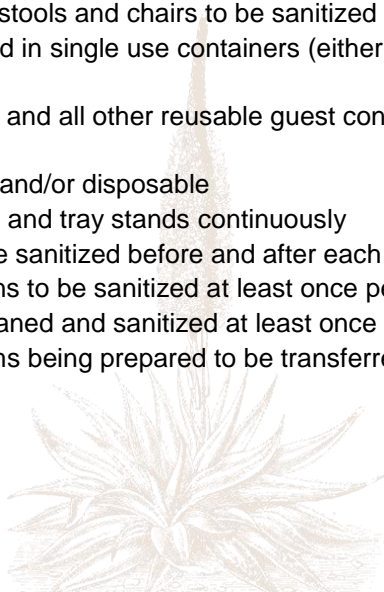 stools and chairs to be sanitized
d in single use containers (either
and all other reusable guest con
and/or disposable
and tray stands continuously
e sanitized before and after each
ns to be sanitized at least once pe
aned and sanitized at least once
ns being prepared to be transferre